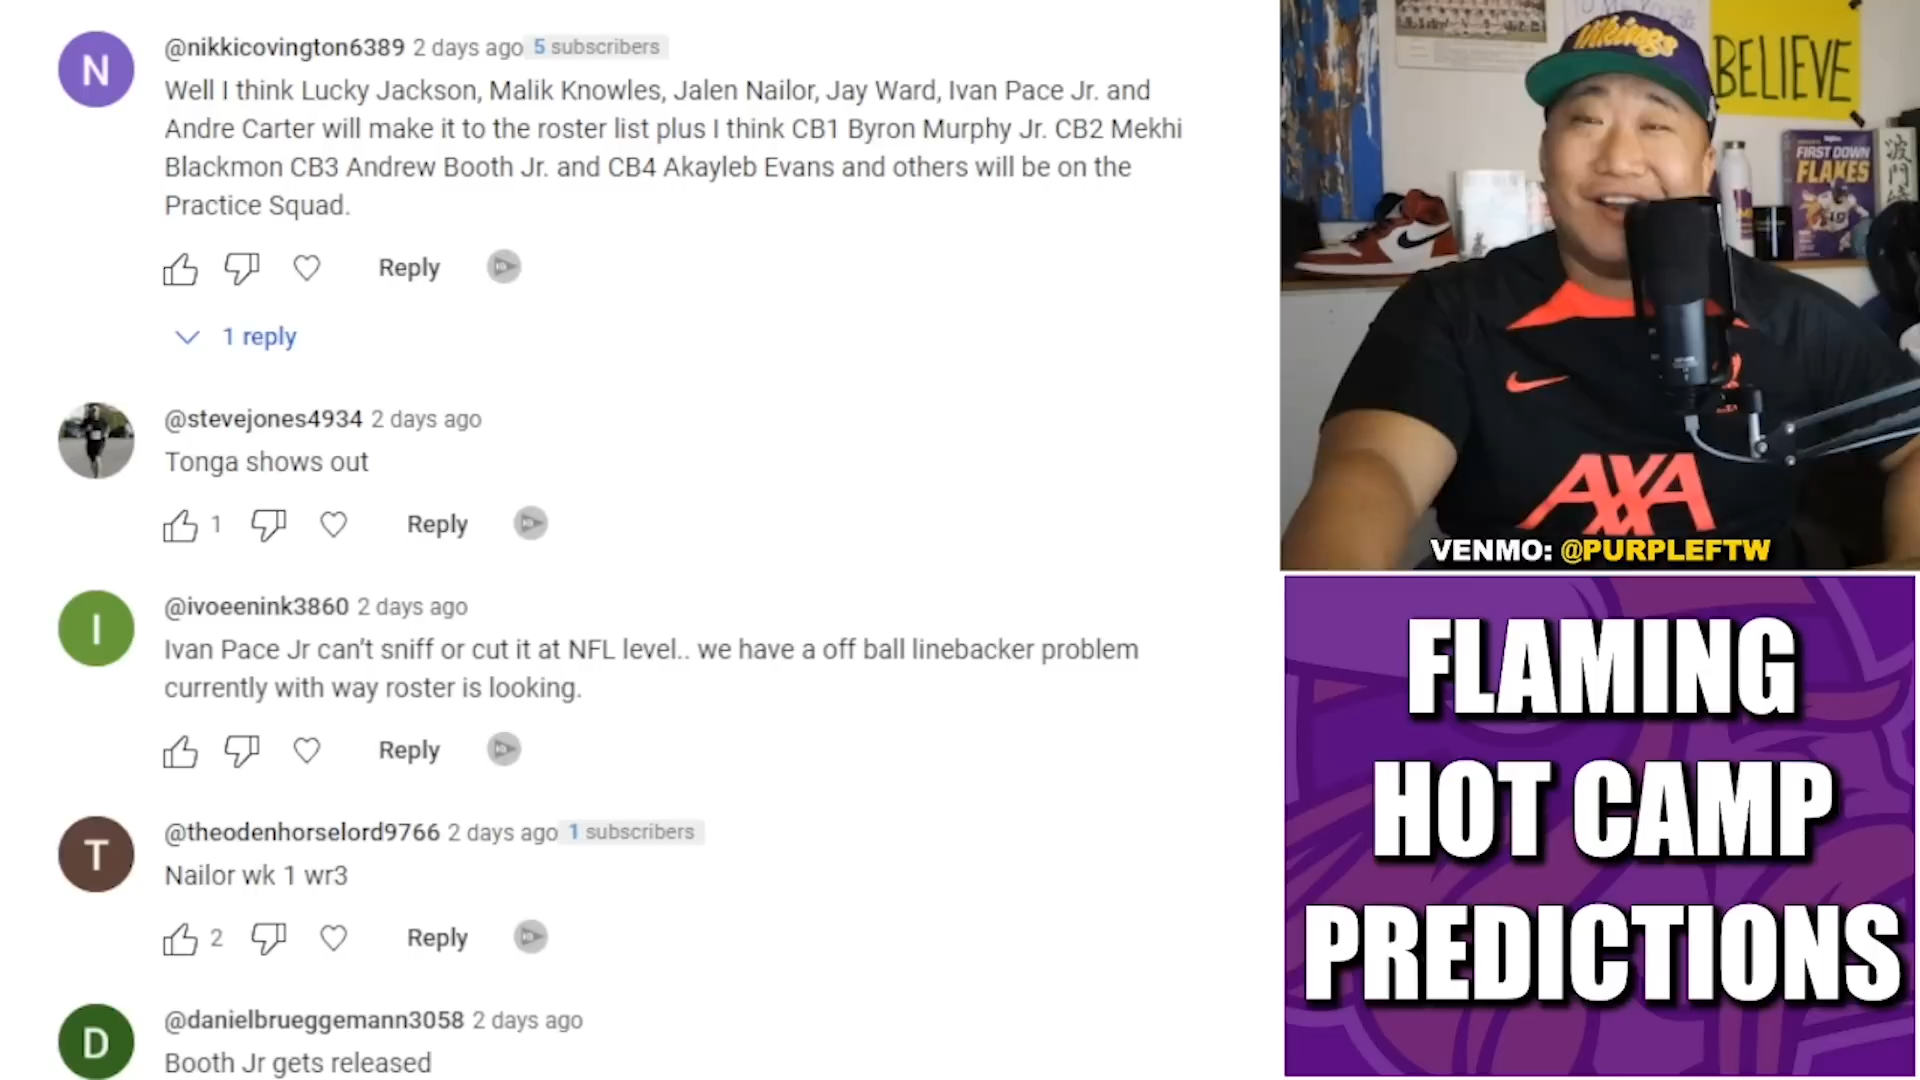 @nikkicovington6389 2 days ago 5 subscribers
Well I think Lucky Jackson, Malik Knowles, Jalen Nailor, Jay Ward, Ivan Pace Jr. and
Andre Carter will make it to the roster list plus I think CB1 Byron Murphy Jr. CB2 Mekhi
Blackmon CB3 Andrew Booth Jr. and CB4 Akayleb Evans and others will be on the
Practice Squad.
Reply
1 reply
N
@stevejones4934 2 days ago
Tonga shows out
1 Reply
@ivoeenink3860 2 days ago
I
Ivan Pace Jr can't sniff or cut it at NFL level.. we have a off ball linebacker problem
currently with way roster is looking.
Reply
@theodenhorselord9766 2 days ago 1 subscribers
T
Nailor wk 1 wr3
2 Reply
@danielbrueggemann3058 2 days ago
D
Booth Jr gets released
Vikings
BELIEVE
FIRST DOWN
FLAKES
AXA
VENMO: @PURPLEFTW
FLAMING
HOT CAMP
PREDICTIONS